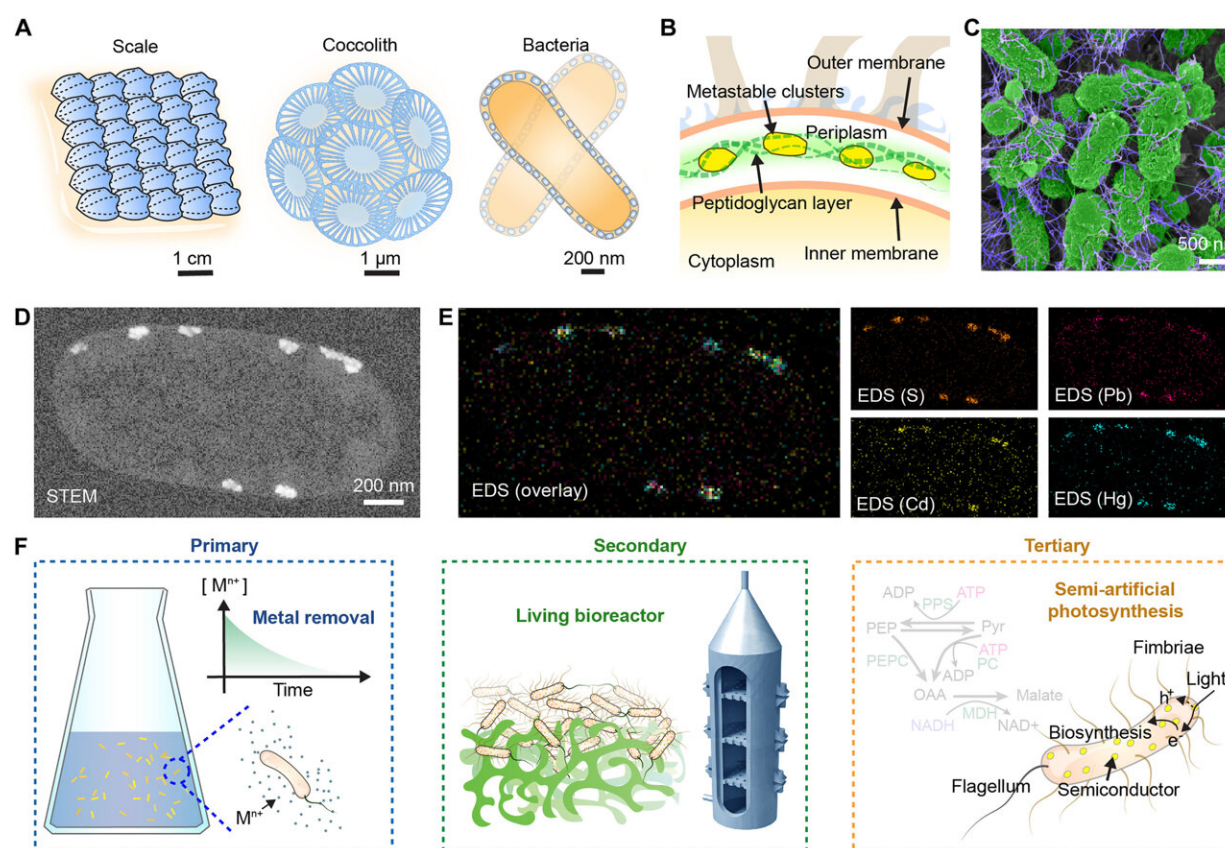 A
Scale
1 cm
Coccolith
1 µm
Bacteria
200 nm
B
Outer membrane
Metastable clusters
Periplasm
Peptidoglycan layer
Inner membrane
Cytoplasm
C
500 n
D
STEM
200 nm
E
EDS (overlay)
EDS (S)
EDS (Pb)
EDS (Cd)
EDS (Hg)
F
Primary
[ Mⁿ⁺ ]
Metal removal
Time
Mⁿ⁺
Secondary
Living bioreactor
Tertiary
Semi-artificial
photosynthesis
ADP
ATP
PPS
PEP
Pyr
ATP
PEPC
PC
ADP
OAA
Malate
MDH
NADH
NAD+
Fimbriae
Light
h⁺
Biosynthesis
e⁻
Flagellum
Semiconductor